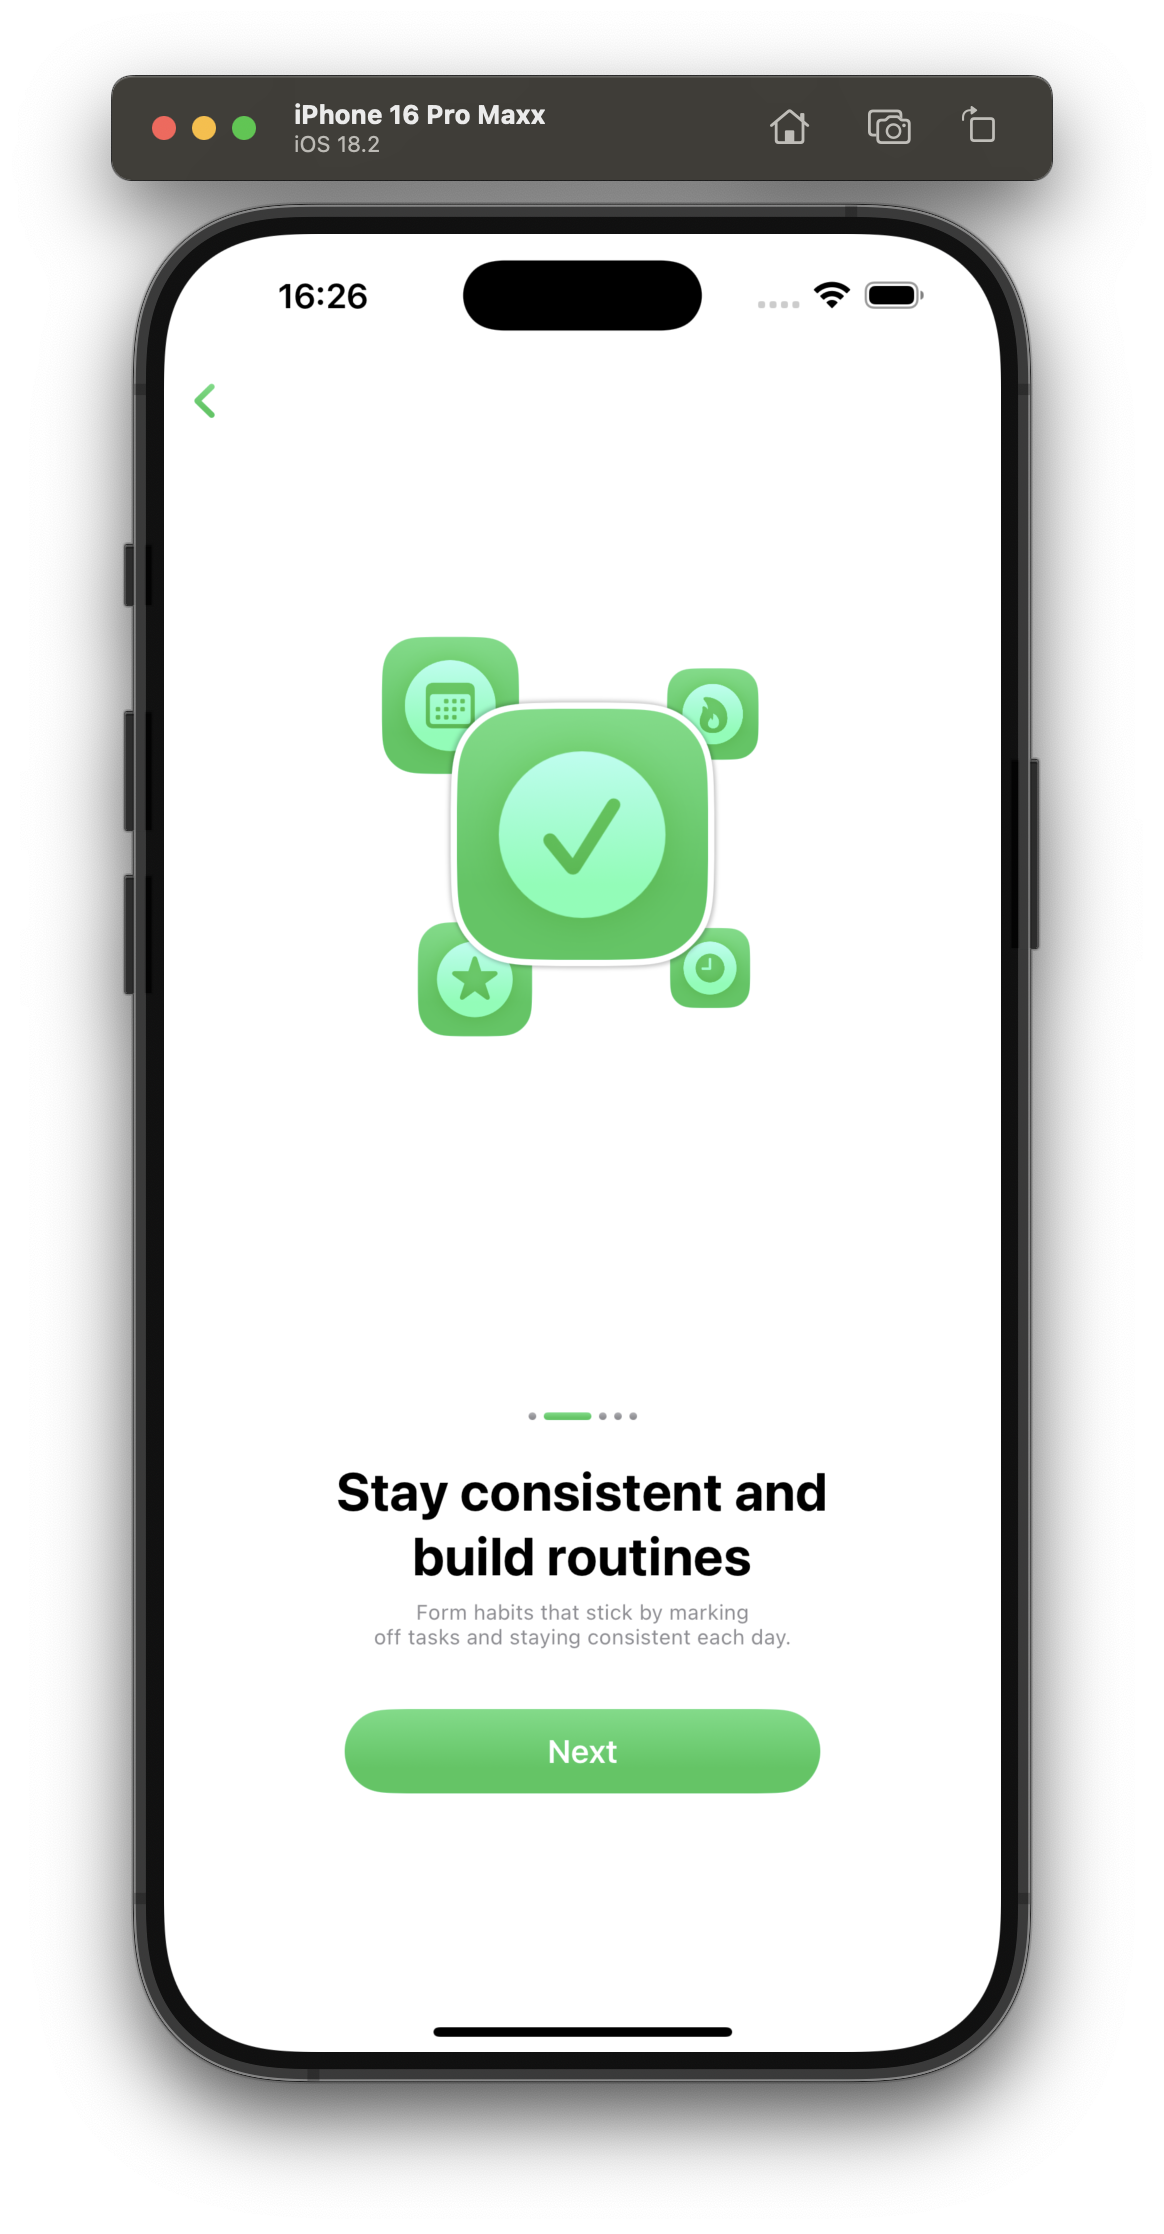 iPhone 16 Pro Maxx
iOS 18.2
16:26
Stay consistent and
build routines
Form habits that stick by marking
off tasks and staying consistent each day.
Next